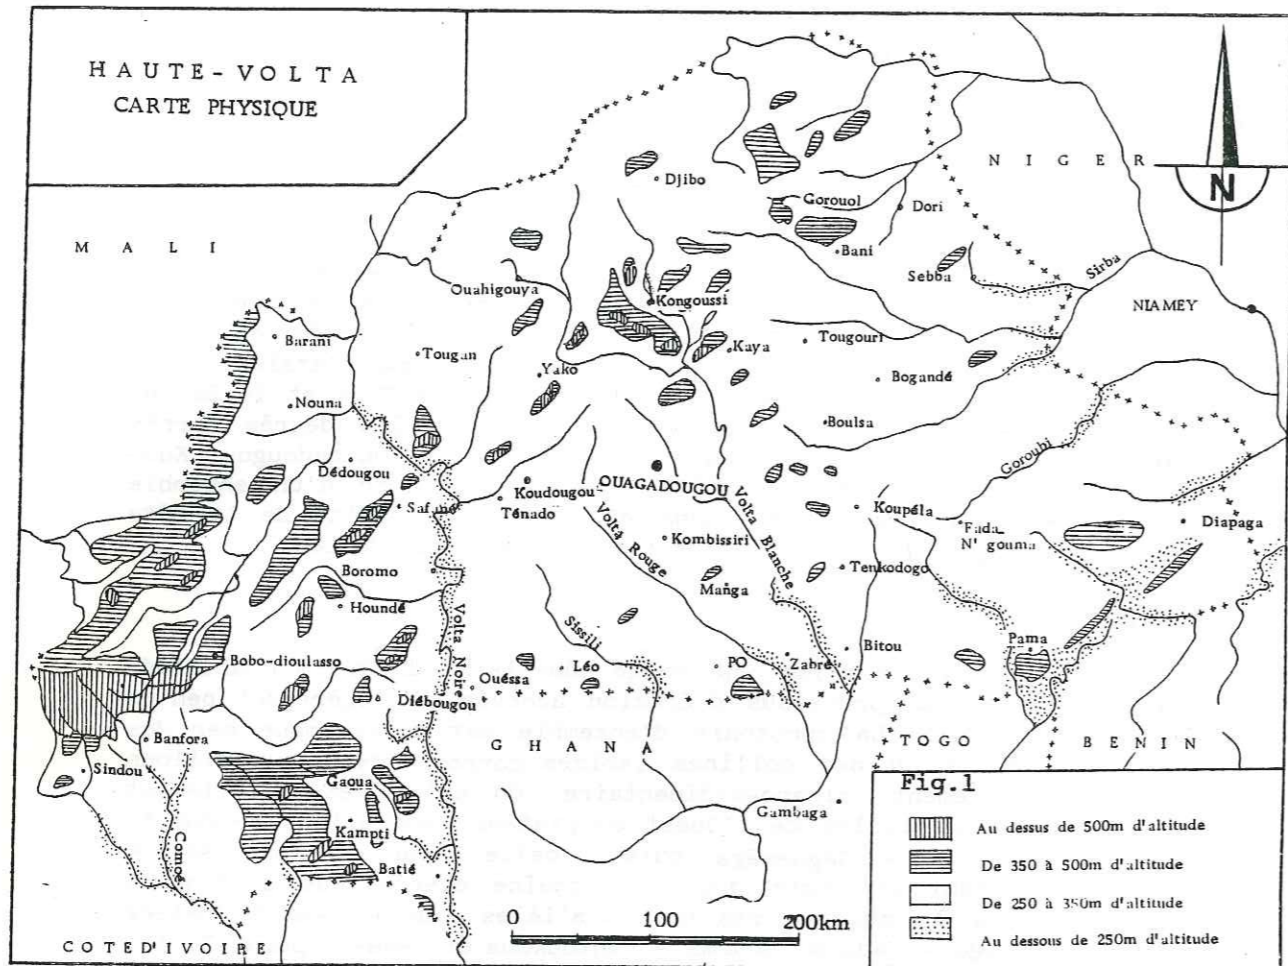 HAUTE-VOLTA
CARTE PHYSIQUE
N
NIGER
MALI
Djibo
Gorouol
Dori
Bani
Sebba
Sirba
Ouahigouya
Kongoussi
NIAMEY
Barani
Tougan
Kaya
Tougouri
Yako
Bogandé
Nouna
Boulsa
Dédougou
Gorouhi
Koudougou
OUAGADOUGOU
Safané
Ténado
Volta Blanche
Koupéla
Diapaga
Fada
N'gouma
Volta Rouge
Kombissiri
Boromo
Tenkodogo
Manga
Houndé
Volta Noire
Sissili
Bitou
Pama
Bobo-dioulasso
Zabré
Léo
PO
Ouéssa
Diébougou
Banfora
GHANA
TOGO
BENIN
Sindou
Gaoua
Fig.1
Gambaga
Kampti
Comoé
Batié
Au dessus de 500m d'altitude
De 350 à 500m d'altitude
De 250 à 350m d'altitude
Au dessous de 250m d'altitude
0 100 200km
COTE D'IVOIRE